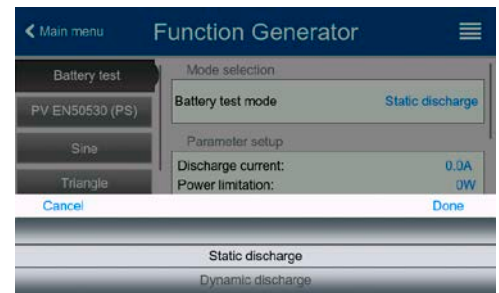 Main menu
Function Generator
Battery test
PV EN50530 (PS)
Sine
Triangle
Mode selection
Battery test mode Static discharge
Parameter setup
Discharge current: 0.0A
Power limitation: 0W
Cancel Done
Static discharge
Dynamic discharge